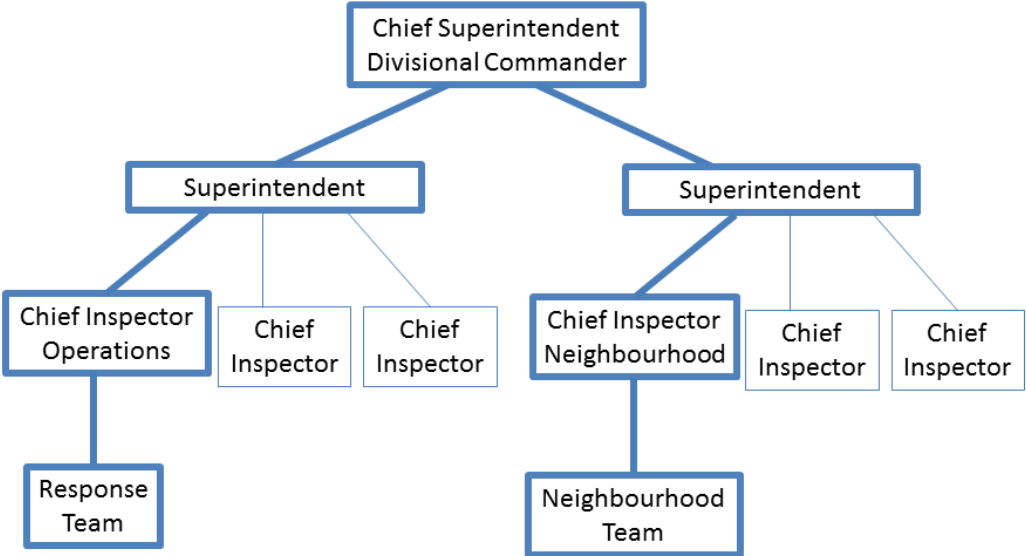 Chief Superintendent
Divisional Commander
Superintendent
Superintendent
Chief Inspector
Operations
Chief
Inspector
Chief
Inspector
Chief Inspector
Neighbourhood
Chief
Inspector
Chief
Inspector
Response
Team
Neighbourhood
Team